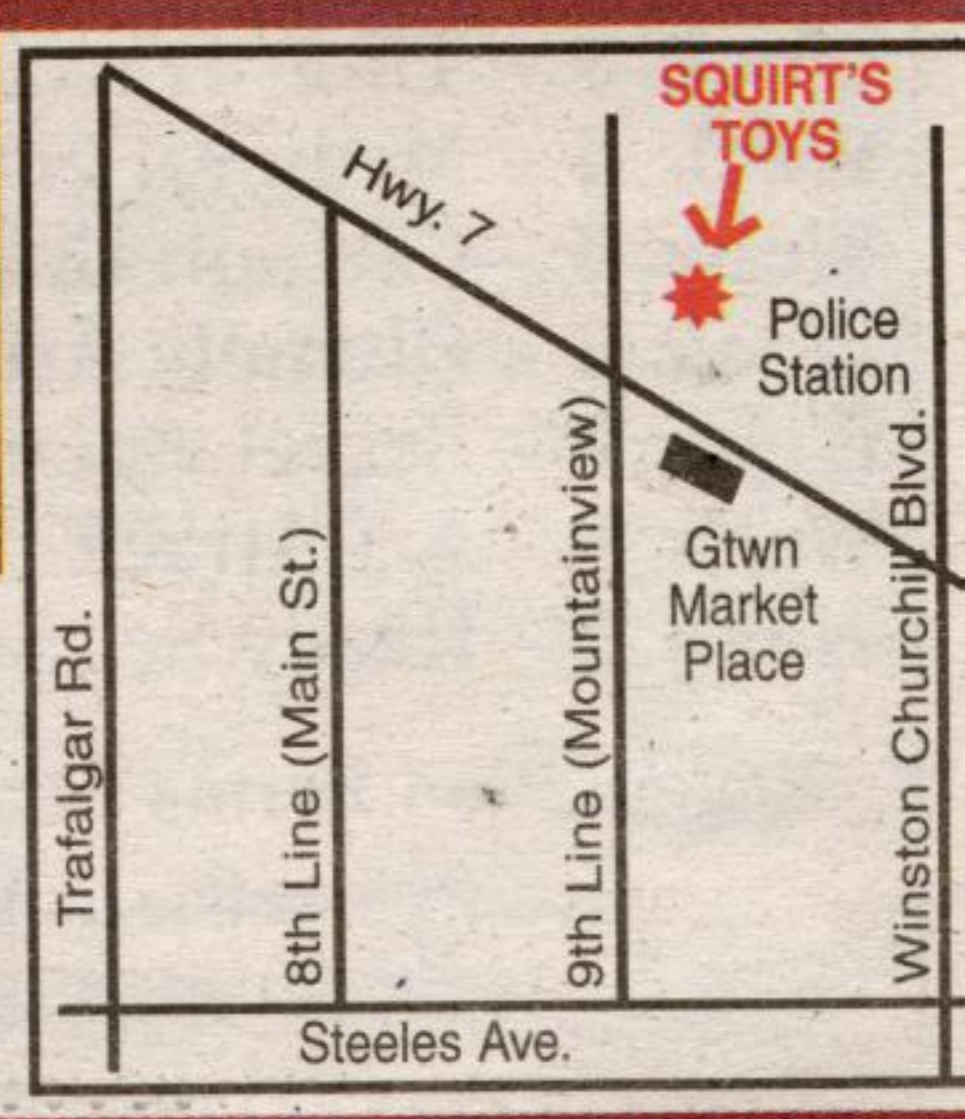 SQUIRT'S
TOYS
Hwy. 7
Police
Station
Gtwn
Market
Place
Trafalgar Rd.
8th Line (Main St.)
9th Line (Mountainview)
Winston Churchill Blvd.
Steeles Ave.